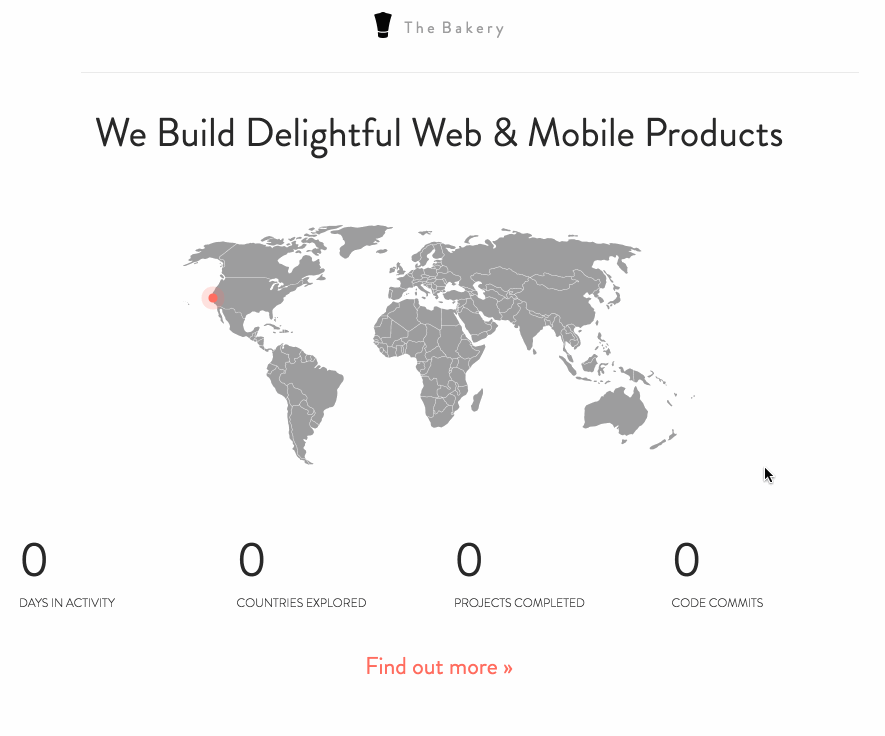 The Bakery
We Build Delightful Web & Mobile Products
0 0 0 0
DAYS IN ACTIVITY COUNTRIES EXPLORED PROJECTS COMPLETED CODE COMMITS
Find out more »